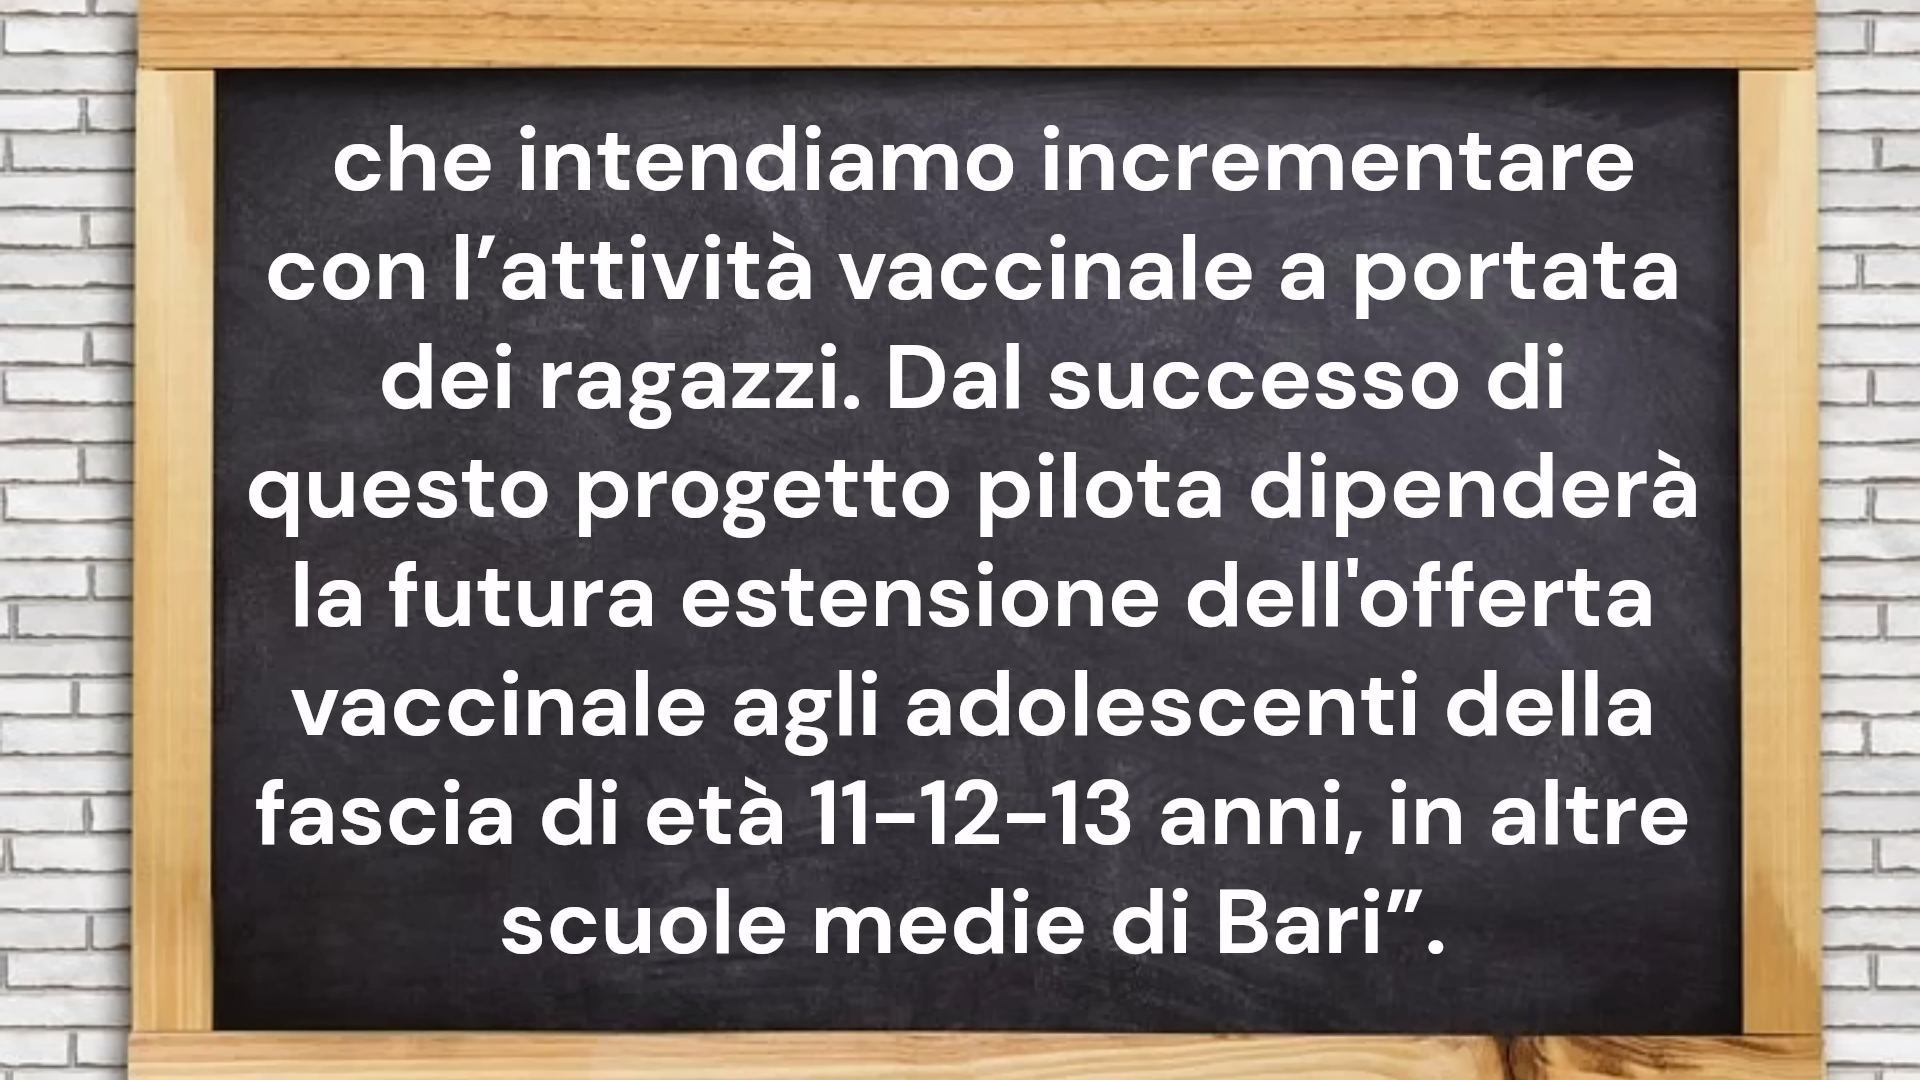 che intendiamo incrementare
con l’attività vaccinale a portata
dei ragazzi. Dal successo di
questo progetto pilota dipenderà
la futura estensione dell'offerta
vaccinale agli adolescenti della
fascia di età 11–12–13 anni, in altre
scuole medie di Bari”.